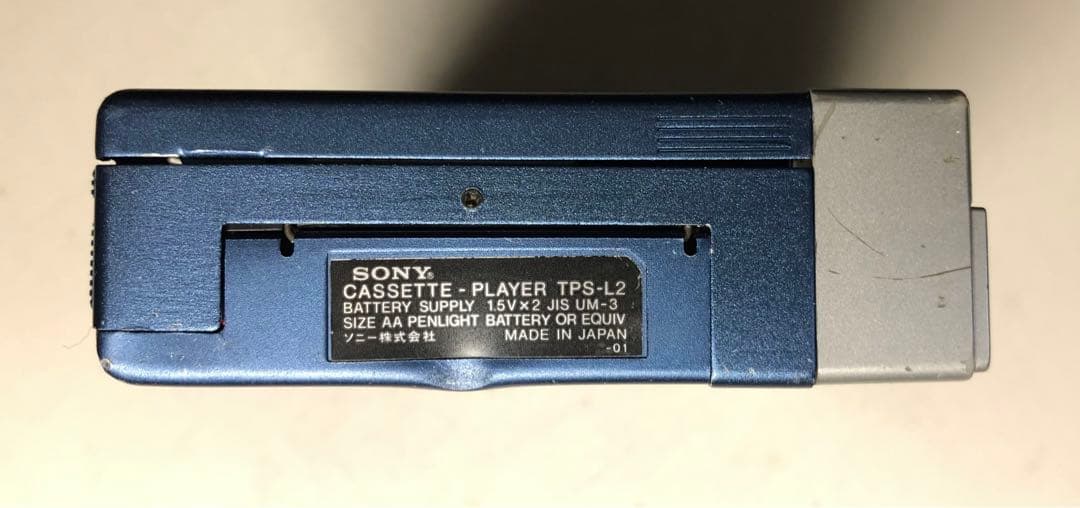 SONY®
CASSETTE - PLAYER TPS-L2
BATTERY SUPPLY 1.5V×2 JIS UM-3
SIZE AA PENLIGHT BATTERY OR EQUIV
ソニー株式会社 MADE IN JAPAN
-01